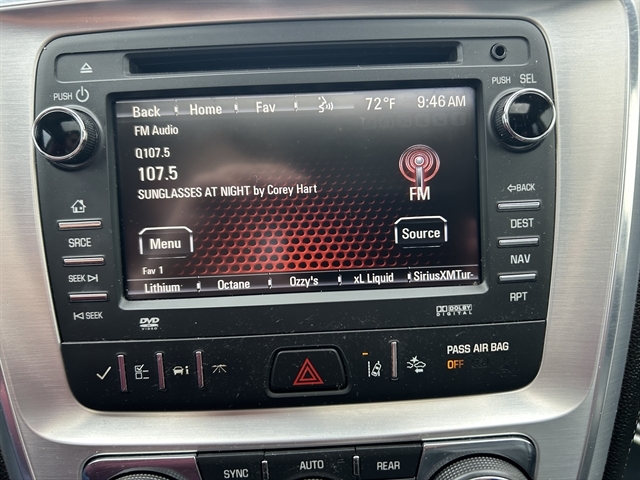 PUSH
PUSH SEL
Back Home Fav 72°F 9:46 AM
FM Audio
Q107.5
107.5
SUNGLASSES AT NIGHT by Corey Hart
FM
Menu
Source
Fav 1
Lithium Octane Ozzy's xL Liquid SiriusXMTur-
SRCE
SEEK
SEEK
BACK
DEST
NAV
RPT
DVD
VIDEO
DOLBY
DIGITAL
PASS AIR BAG
OFF
SYNC
AUTO
REAR